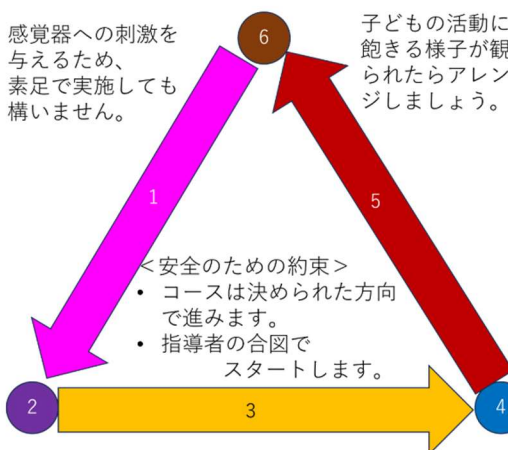 感覚器への刺激を
与えるため、
素足で実施しても
構いません。
6
子どもの活動に
飽きる様子が観
られたらアレン
ジしましょう。
1
5
<安全のための約束>
• コースは決められた方向
で進みます。
• 指導者の合図で
スタートします。
2
3
4